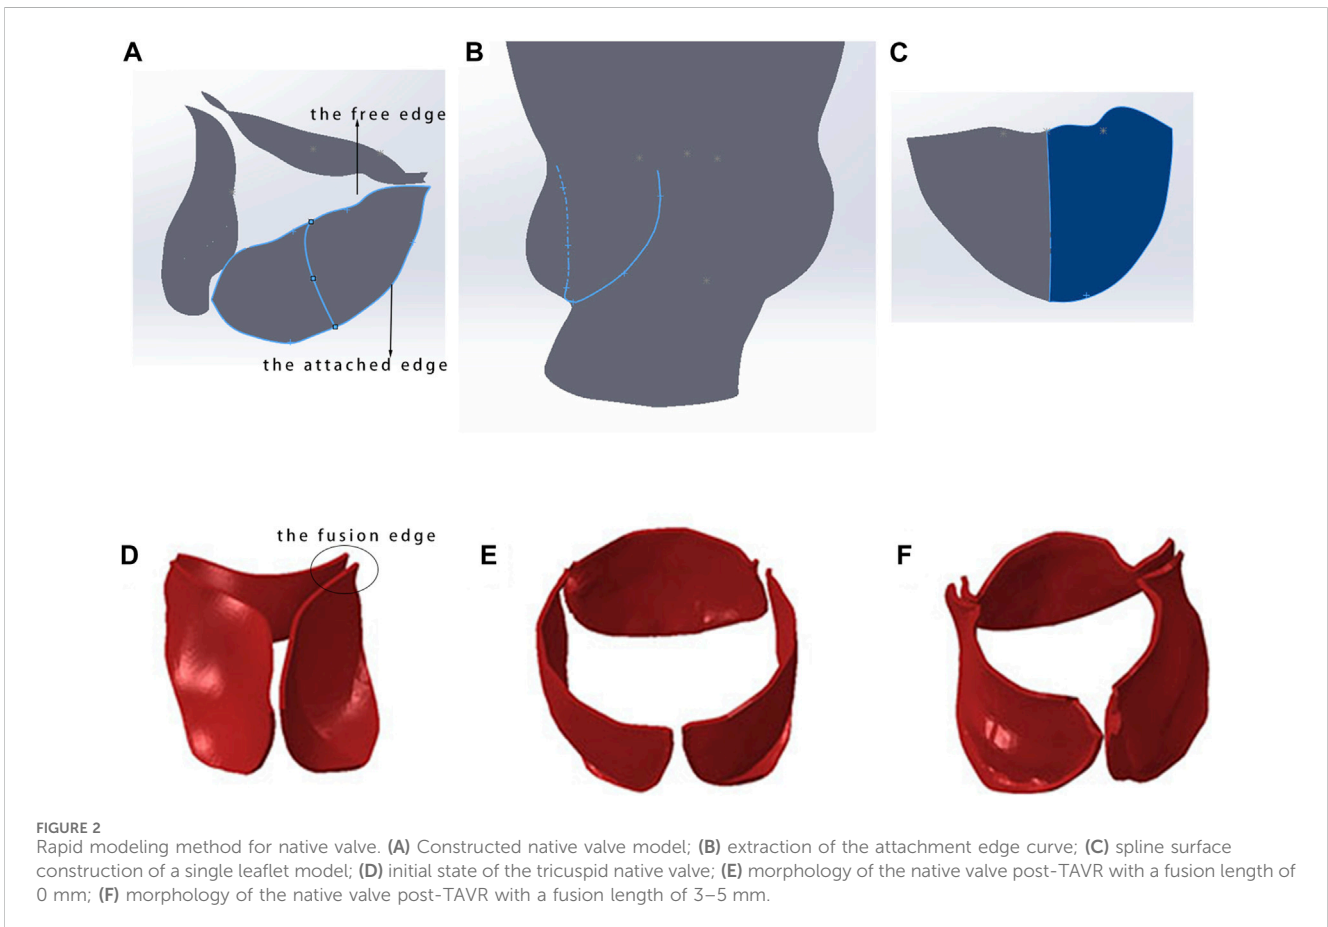 A
B
C
the free edge
the attached edge
the fusion edge
D
E
F
FIGURE 2
Rapid modeling method for native valve. (A) Constructed native valve model; (B) extraction of the attachment edge curve; (C) spline surface
construction of a single leaflet model; (D) initial state of the tricuspid native valve; (E) morphology of the native valve post-TAVR with a fusion length of
0 mm; (F) morphology of the native valve post-TAVR with a fusion length of 3–5 mm.